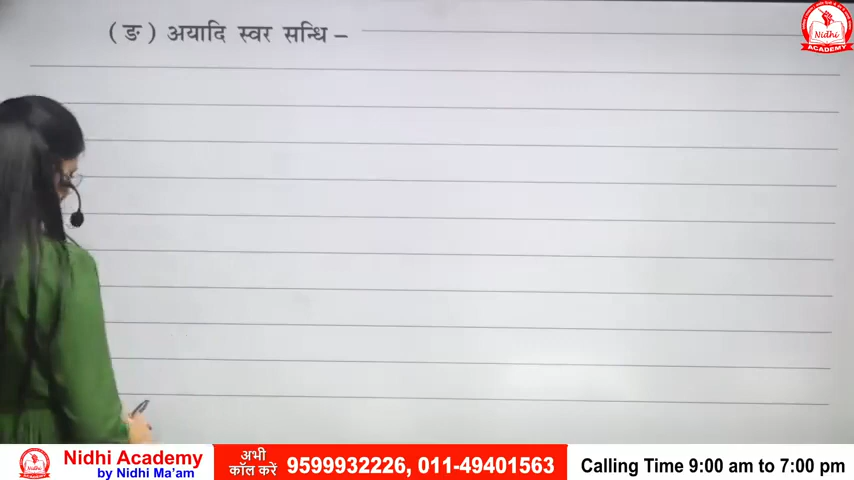 ( ङ ) अयादि स्वर सन्धि –
Nidhi
ACADEMY
Nidhi Academy
by Nidhi Ma'am
अभी
कॉल करें
9599932226, 011-49401563
Calling Time 9:00 am to 7:00 pm